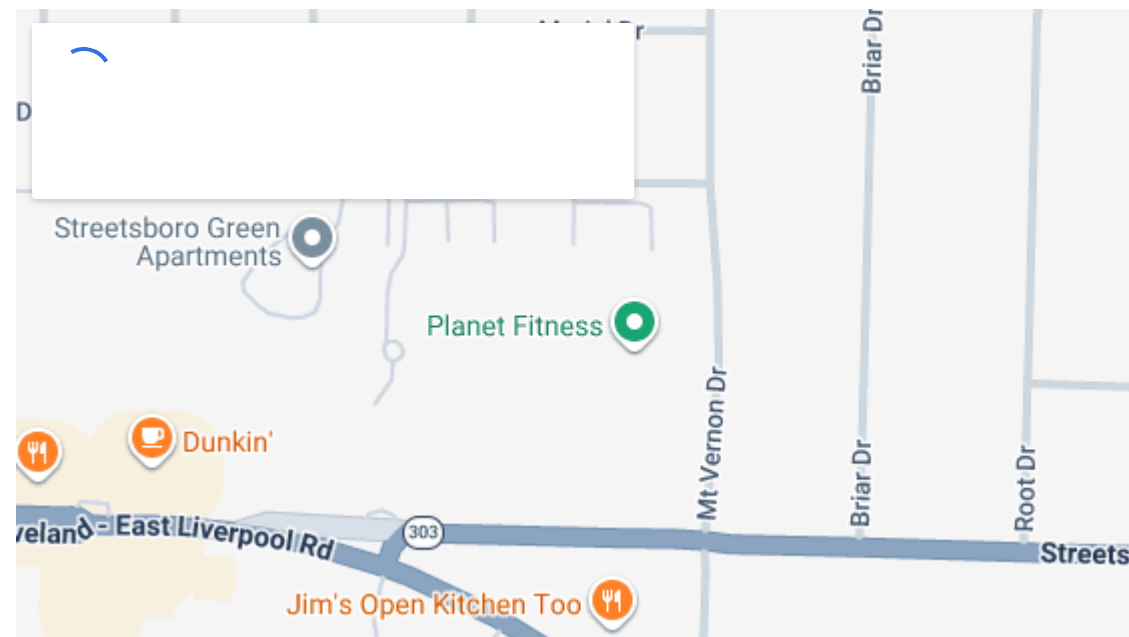 Dr
Briar Dr
D
Streetsboro Green
Apartments
Planet Fitness
Mt Vernon Dr
Dunkin'
Briar Dr
Root Dr
veland - East Liverpool Rd
303
Streets
Jim's Open Kitchen Too